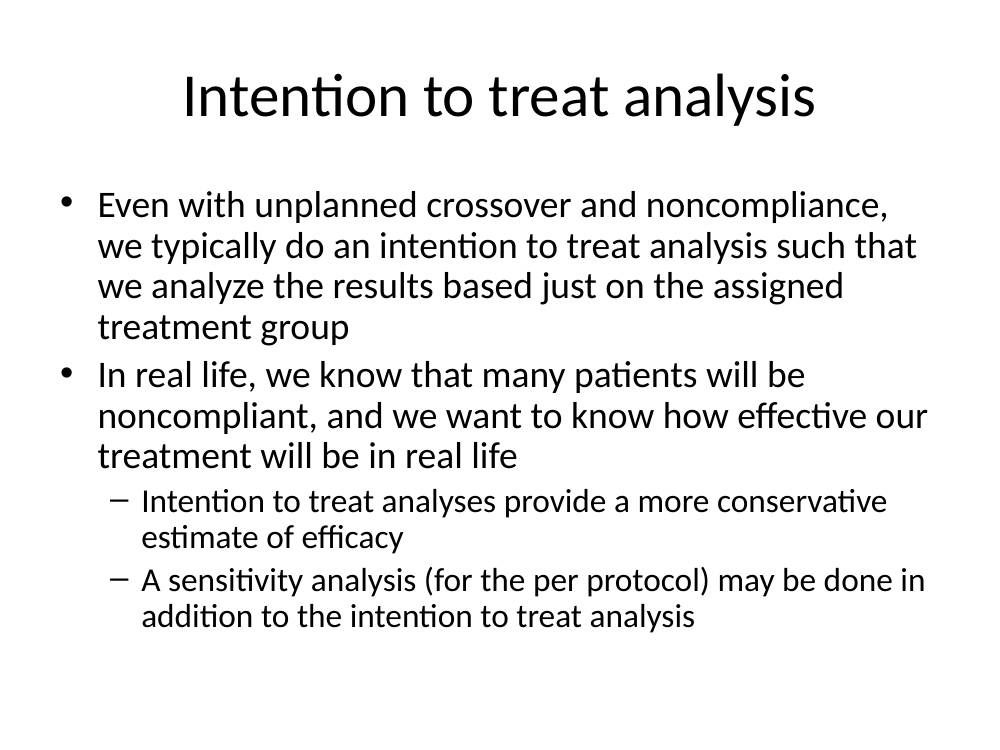 Intention to treat analysis
• Even with unplanned crossover and noncompliance,
we typically do an intention to treat analysis such that
we analyze the results based just on the assigned
treatment group
• In real life, we know that many patients will be
noncompliant, and we want to know how effective our
treatment will be in real life
– Intention to treat analyses provide a more conservative
estimate of efficacy
– A sensitivity analysis (for the per protocol) may be done in
addition to the intention to treat analysis